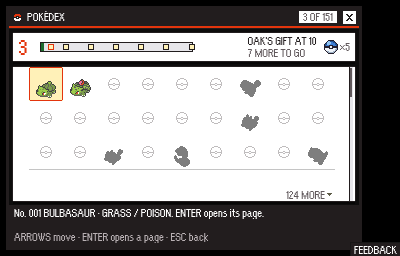 POKÉDEX
3 OF 151 X
3
OAK'S GIFT AT 10
7 MORE TO GO
×5
124 MORE
No. 001 BULBASAUR · GRASS / POISON. ENTER opens its page.
ARROWS move · ENTER opens a page · ESC back
FEEDBACK